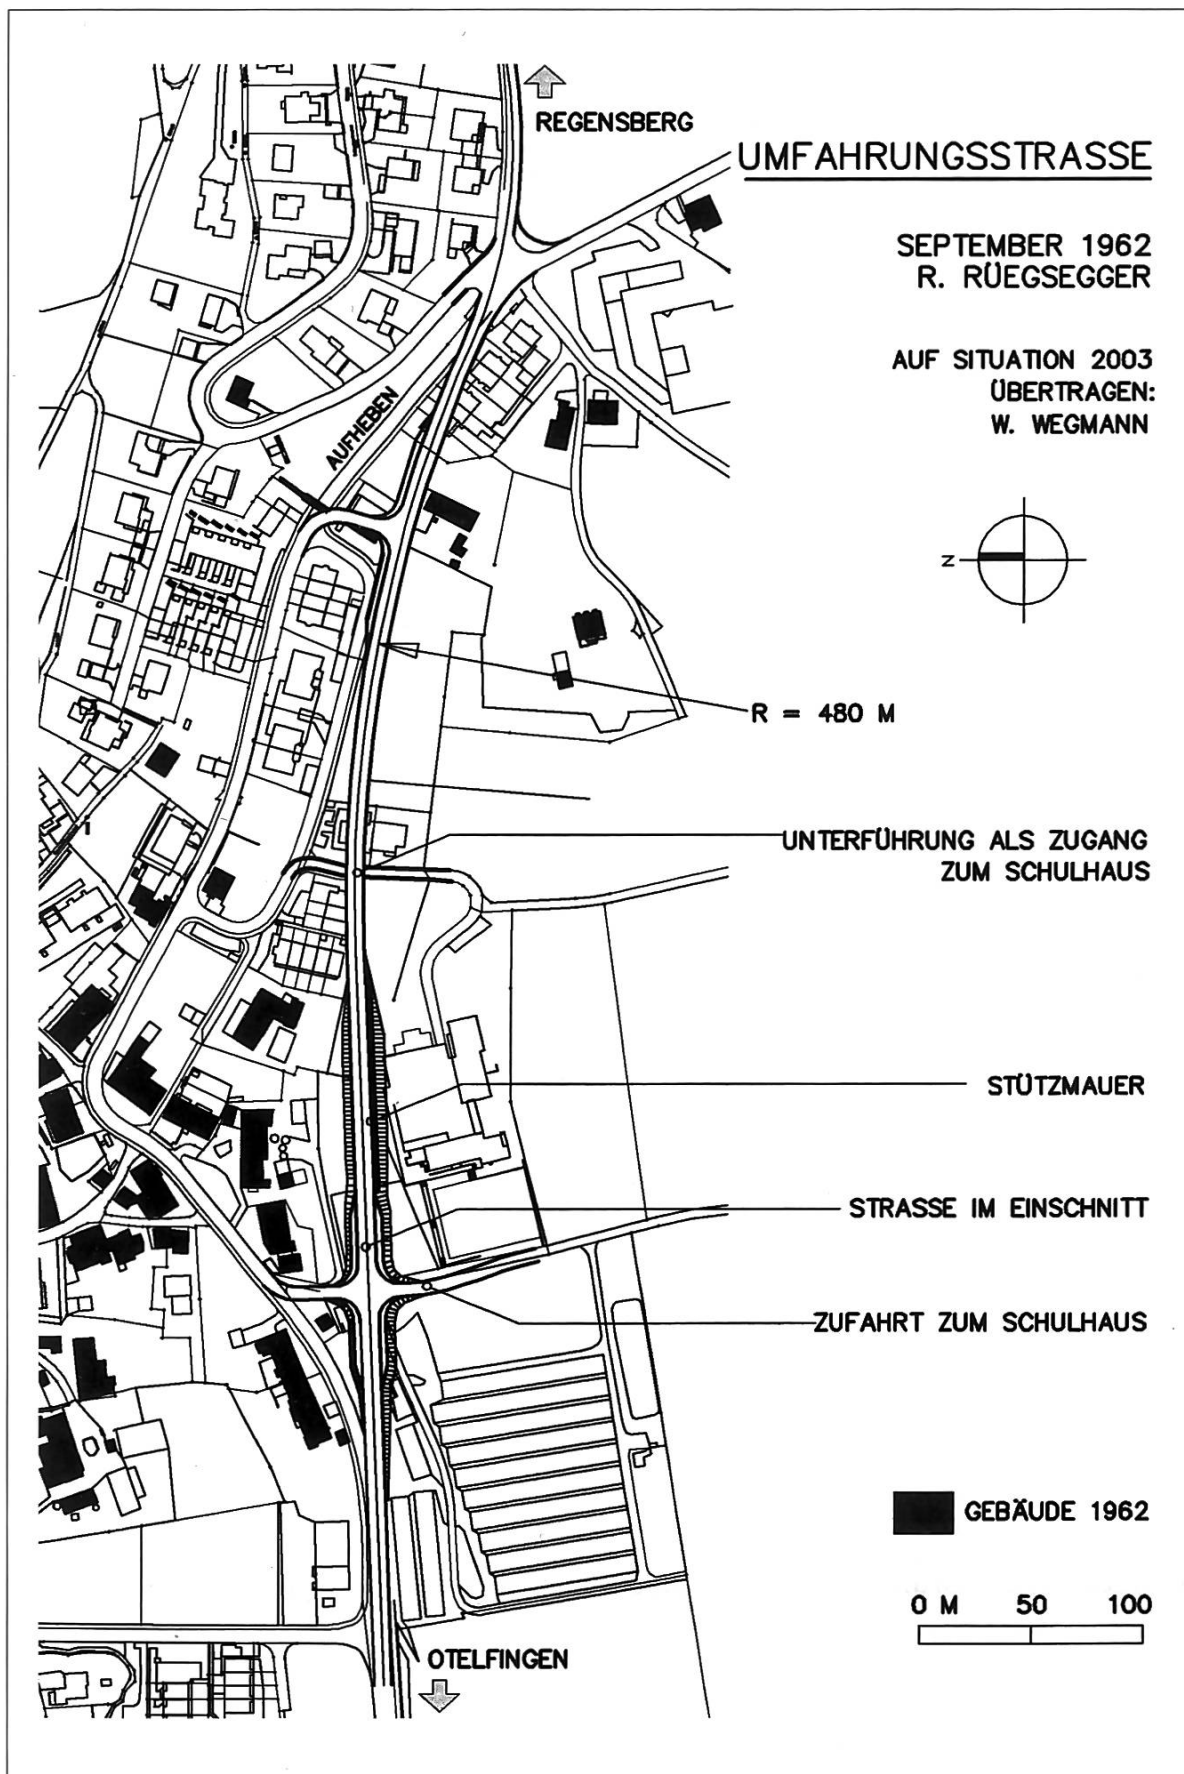 REGENSBERG
UMFAHRUNGSSTRASSE
SEPTEMBER 1962
R. RÜEGSEGGER
AUF SITUATION 2003
ÜBERTRAGEN:
W. WEGMANN
AUFHEBEN
N
R = 480 M
UNTERFÜHRUNG ALS ZUGANG
ZUM SCHULHAUS
STÜTZMAUER
STRASSE IM EINSCHNITT
ZUFAHRT ZUM SCHULHAUS
GEBÄUDE 1962
0 M 50 100
OTELFINGEN